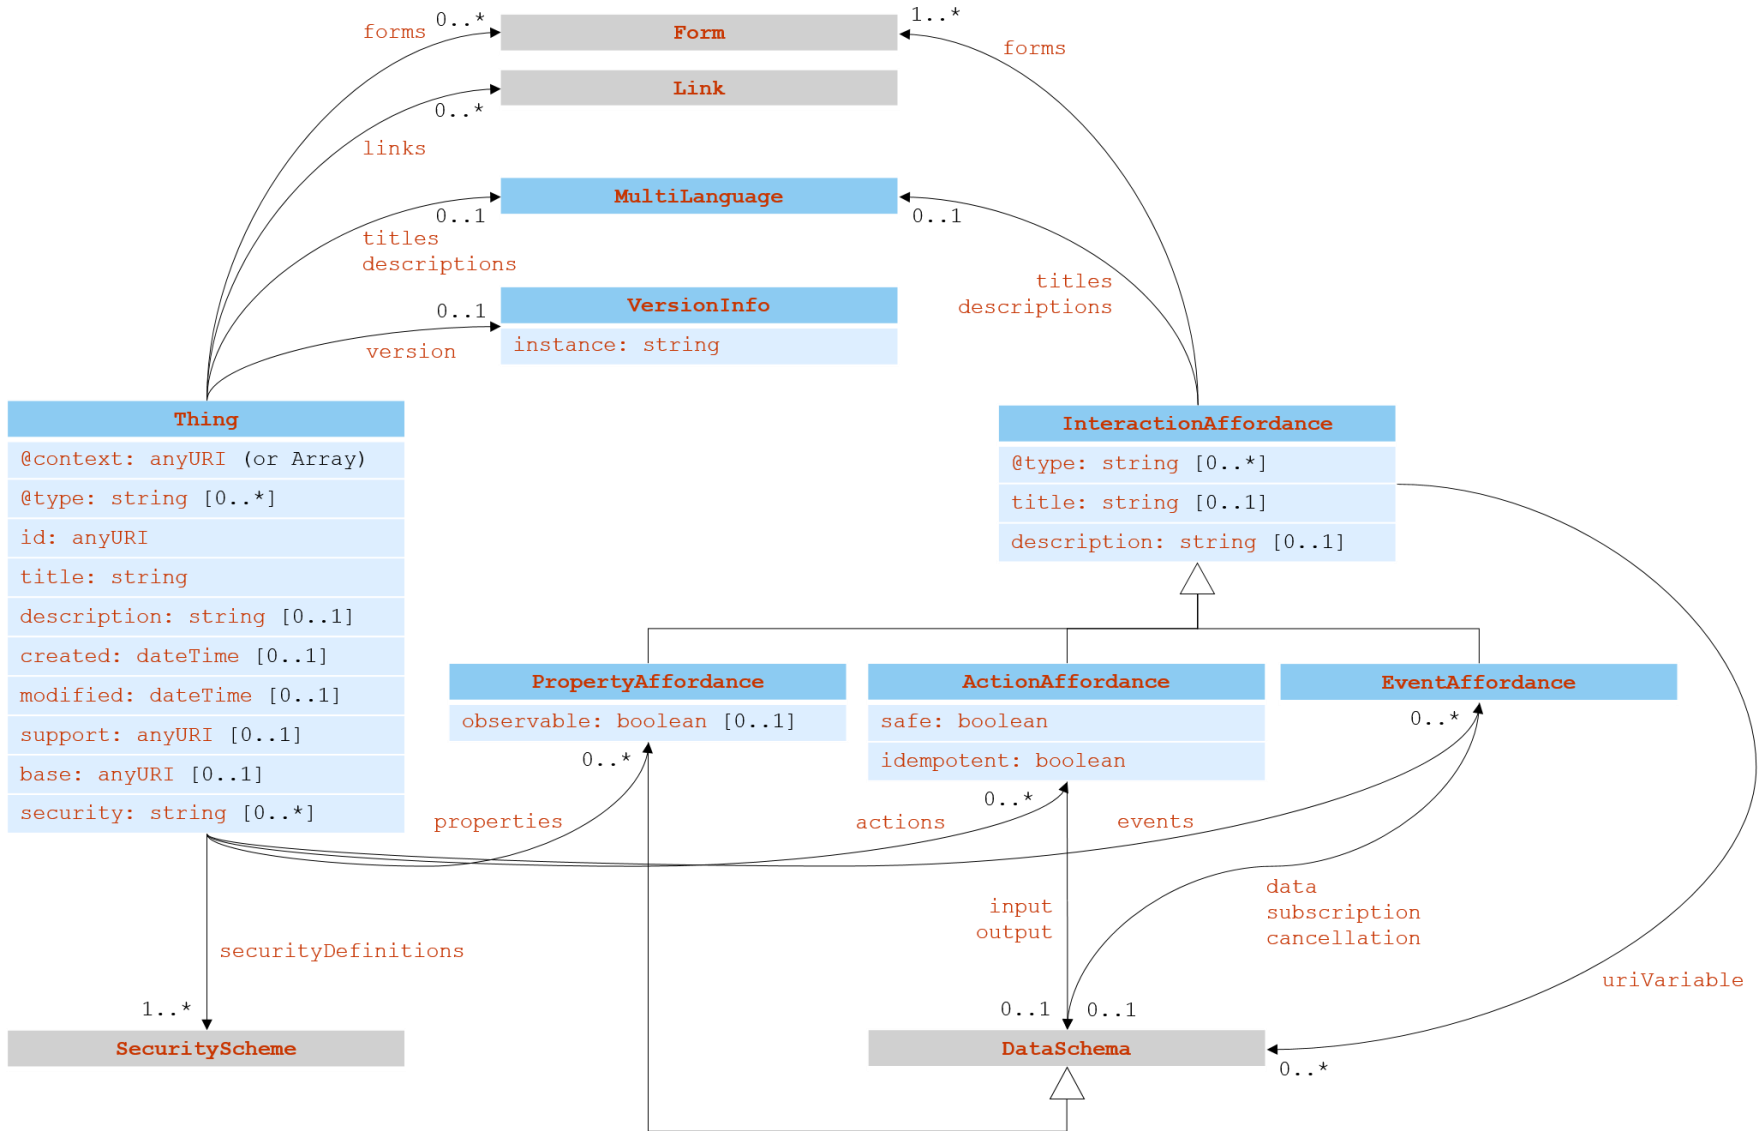 forms
0..*
Form
1..*
forms
Link
0..*
links
MultiLanguage
0..1
0..1
titles
descriptions
titles
descriptions
VersionInfo
0..1
instance: string
version
Thing
@context: anyURI (or Array)
@type: string [0..*]
id: anyURI
title: string
description: string [0..1]
created: dateTime [0..1]
modified: dateTime [0..1]
support: anyURI [0..1]
base: anyURI [0..1]
security: string [0..*]
InteractionAffordance
@type: string [0..*]
title: string [0..1]
description: string [0..1]
PropertyAffordance
observable: boolean [0..1]
ActionAffordance
safe: boolean
idempotent: boolean
EventAffordance
0..*
0..*
0..*
properties
actions
events
input
output
data
subscription
cancellation
securityDefinitions
uriVariable
1..*
0..1
0..1
SecurityScheme
DataSchema
0..*